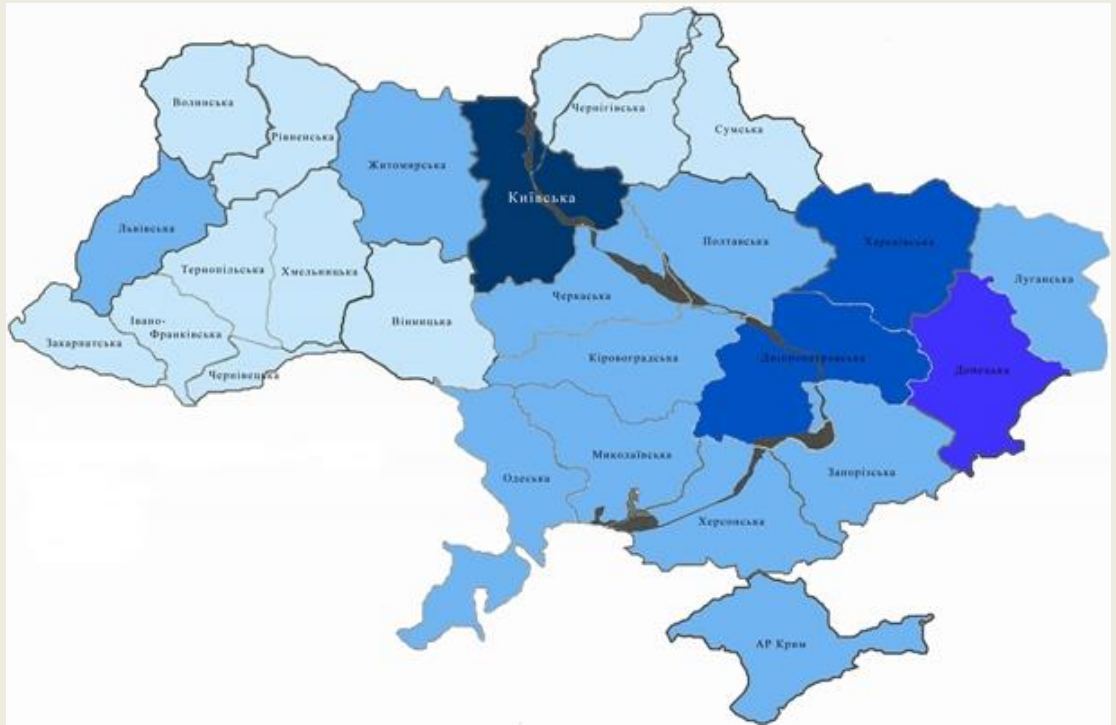 Волинська
Рівненська
Житомирська
Київська
Чернігівська
Сумська
Львівська
Тернопільська
Хмельницька
Вінницька
Черкаська
Полтавська
Харківська
Луганська
Закарпатська
Івано-
Франківська
Чернівецька
Кіровоградська
Дніпропетровська
Донецька
Одеська
Миколаївська
Запорізська
Херсонська
АР Крим